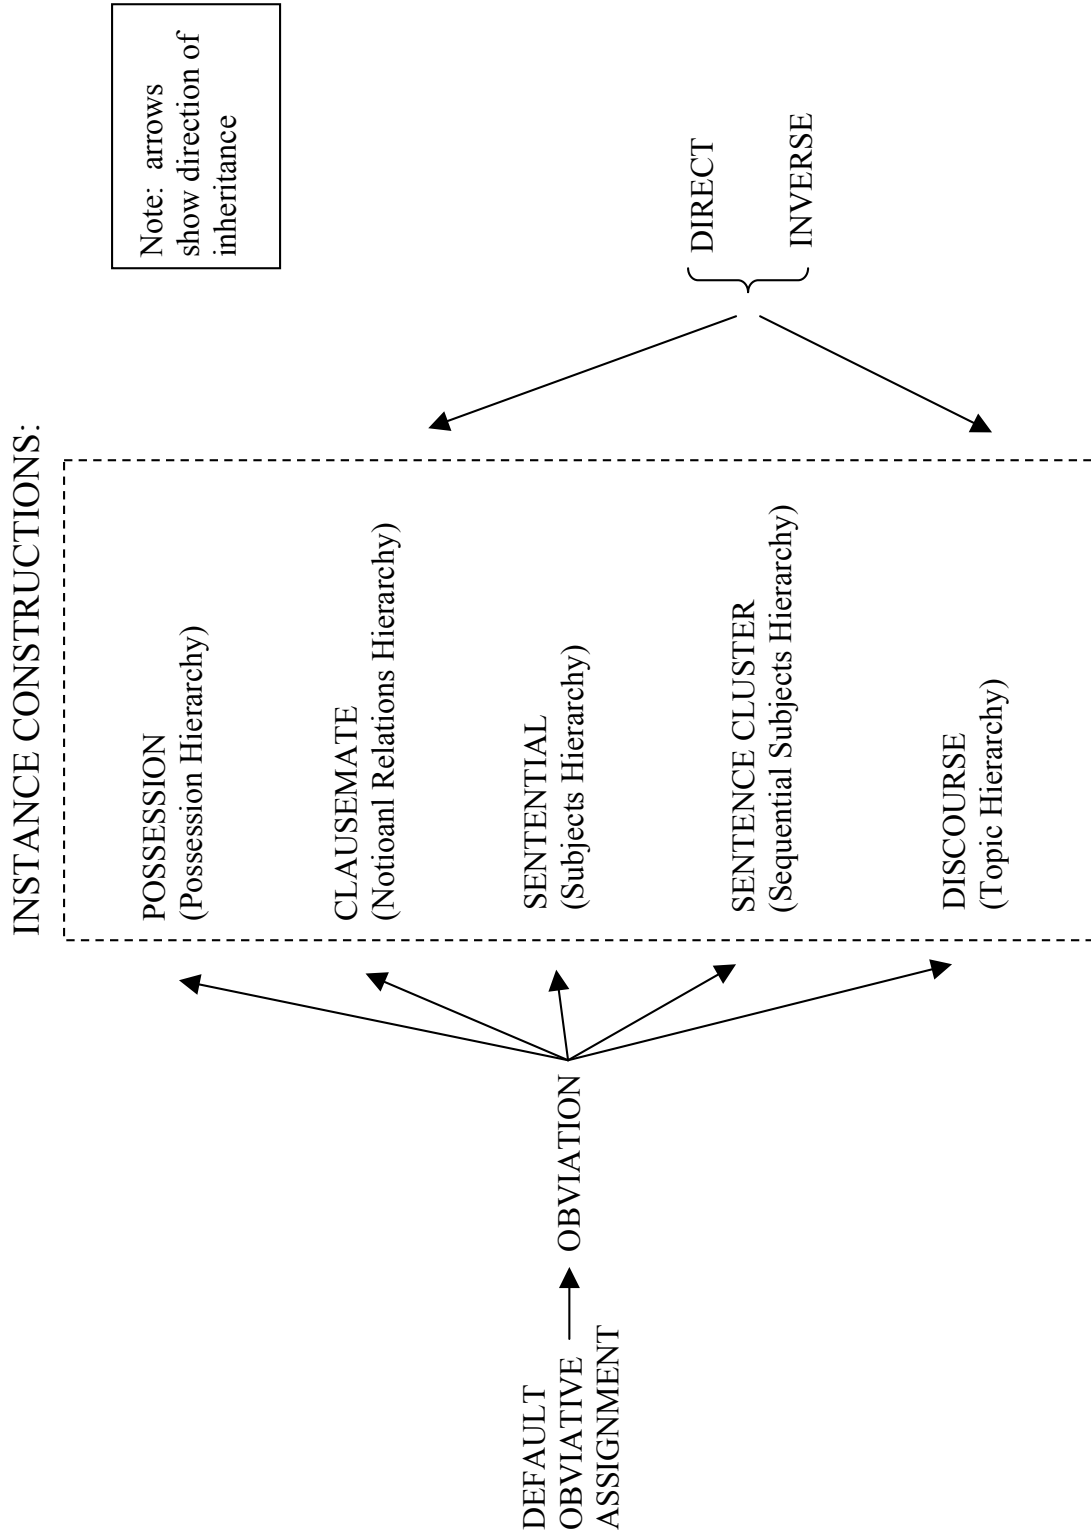 INSTANCE CONSTRUCTIONS:
Note: arrows
show direction of
inheritance
POSSESSION
(Possession Hierarchy)
CLAUSEMATE
(Notioanl Relations Hierarchy)
SENTENTIAL
(Subjects Hierarchy)
SENTENCE CLUSTER
(Sequential Subjects Hierarchy)
DISCOURSE
(Topic Hierarchy)
DEFAULT
OBVIATIVE
ASSIGNMENT
OBVIATION
DIRECT
INVERSE